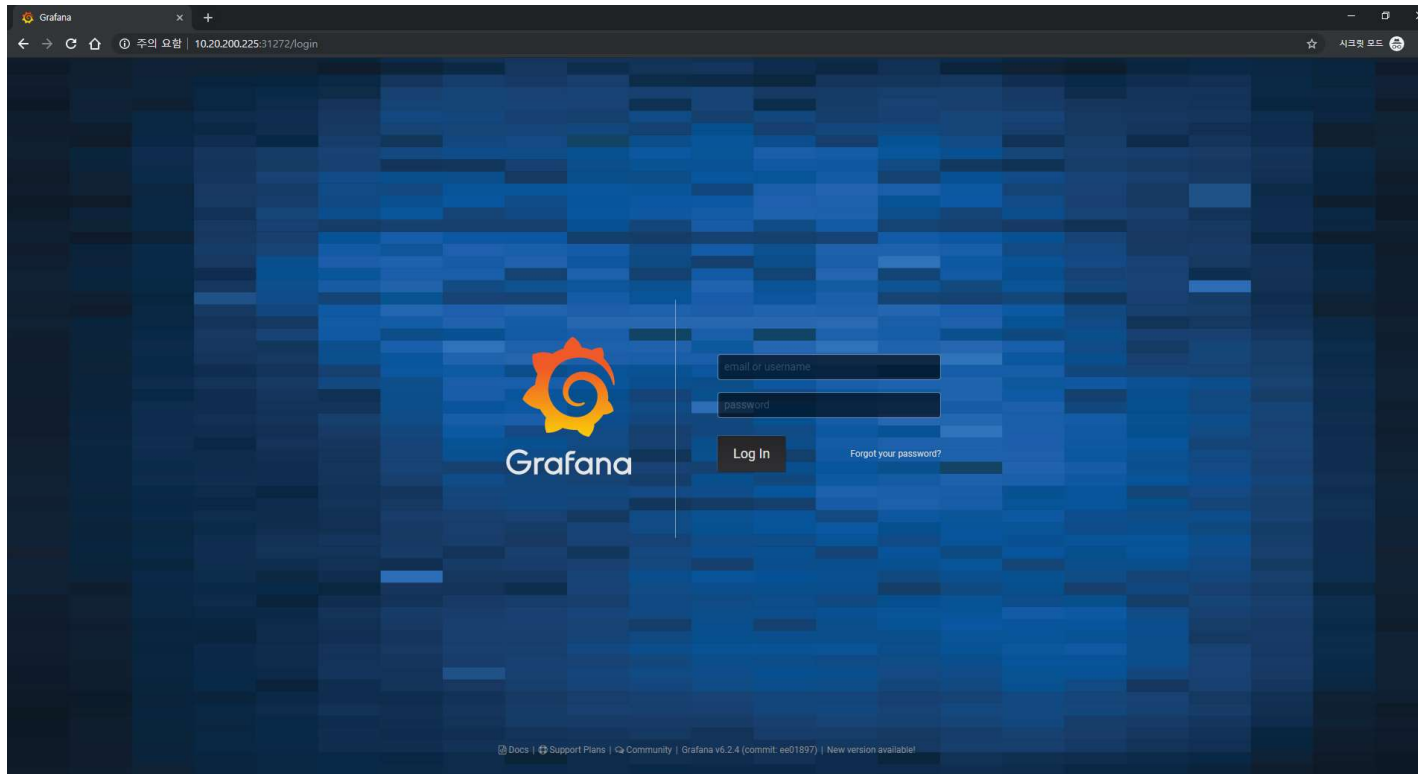 Grafana
주의 요함 | 10.20.200.225:31272/login
시크릿 모드
email or username
password
Log In
Forgot your password?
Grafana
Docs | Support Plans | Community | Grafana v6.2.4 (commit: ee01897) | New version available!